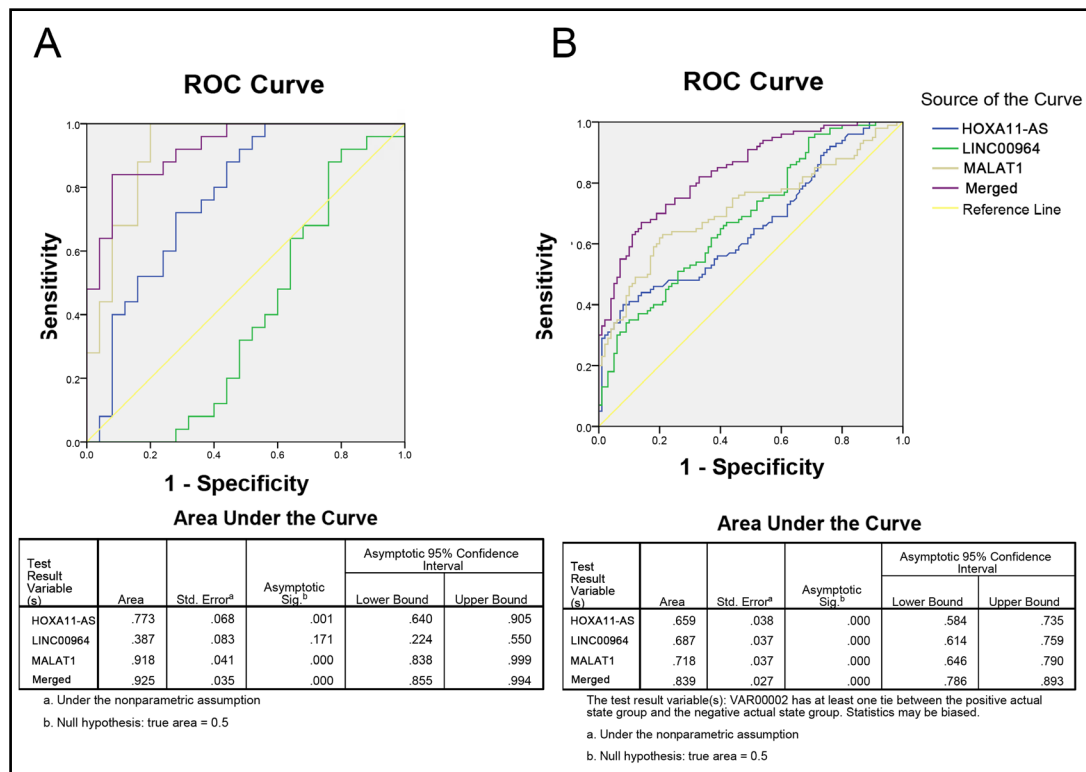 A
ROC Curve
1.0
0.8
0.6
0.4
0.2
0.0
Sensitivity
0.0 0.2 0.4 0.6 0.8 1.0
1 - Specificity
Area Under the Curve
Test Result Variable (s) Area Std. Errorᵃ Asymptotic Sig.ᵇ Asymptotic 95% Confidence Interval
Lower Bound Upper Bound
HOXA11-AS .773 .068 .001 .640 .905
LINC00964 .387 .083 .171 .224 .550
MALAT1 .918 .041 .000 .838 .999
Merged .925 .035 .000 .855 .994
a. Under the nonparametric assumption
b. Null hypothesis: true area = 0.5
B
ROC Curve
1.0
0.8
0.6
0.4
0.2
0.0
Sensitivity
0.0 0.2 0.4 0.6 0.8 1.0
1 - Specificity
Source of the Curve
HOXA11-AS
LINC00964
MALAT1
Merged
Reference Line
Area Under the Curve
Test Result Variable (s) Area Std. Errorᵃ Asymptotic Sig.ᵇ Asymptotic 95% Confidence Interval
Lower Bound Upper Bound
HOXA11-AS .659 .038 .000 .584 .735
LINC00964 .687 .037 .000 .614 .759
MALAT1 .718 .037 .000 .646 .790
Merged .839 .027 .000 .786 .893
The test result variable(s): VAR00002 has at least one tie between the positive actual
state group and the negative actual state group. Statistics may be biased.
a. Under the nonparametric assumption
b. Null hypothesis: true area = 0.5